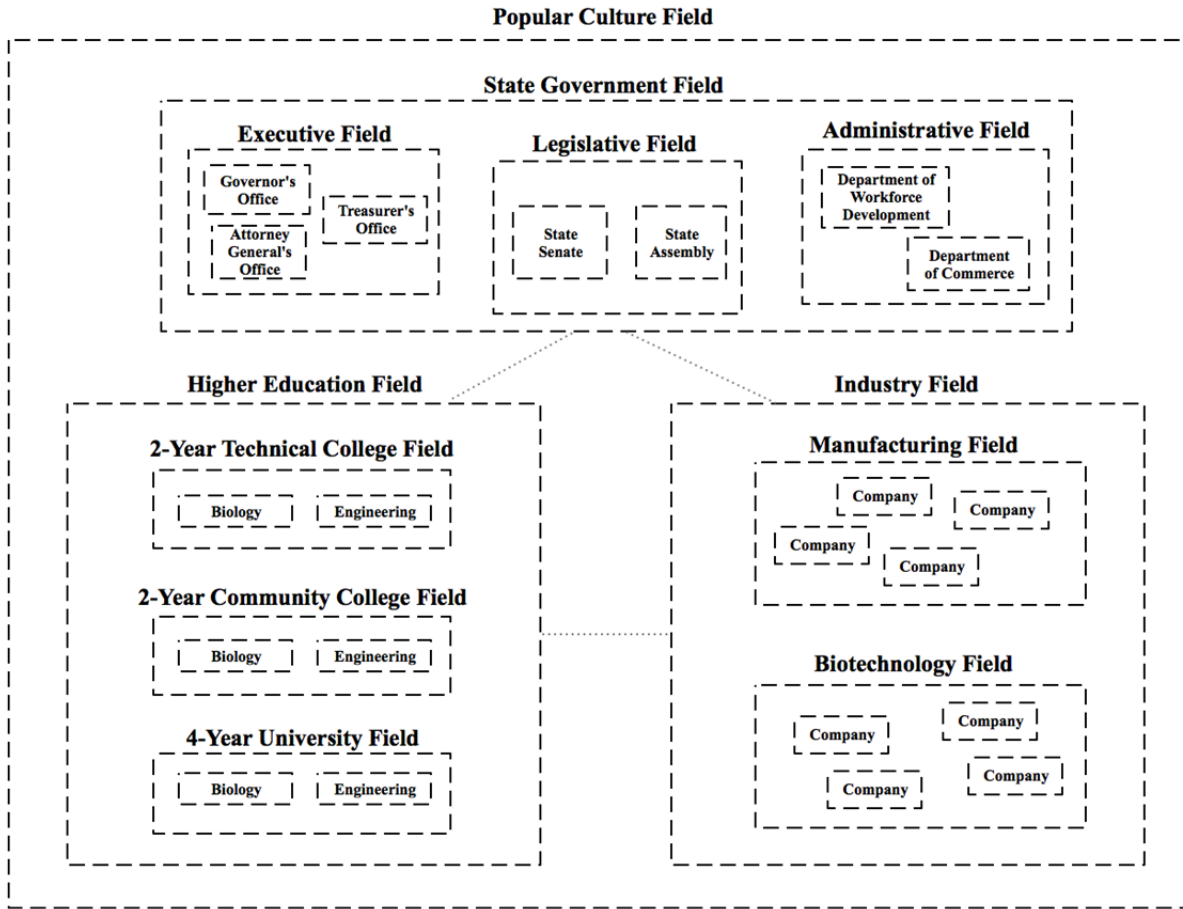 Popular Culture Field
State Government Field
Executive Field
Governor's
Office
Treasurer's
Office
Attorney
General's
Office
Legislative Field
State
Senate
State
Assembly
Administrative Field
Department of
Workforce
Development
Department
of Commerce
Higher Education Field
2-Year Technical College Field
Biology
Engineering
2-Year Community College Field
Biology
Engineering
4-Year University Field
Biology
Engineering
Industry Field
Manufacturing Field
Company
Company
Company
Company
Biotechnology Field
Company
Company
Company
Company